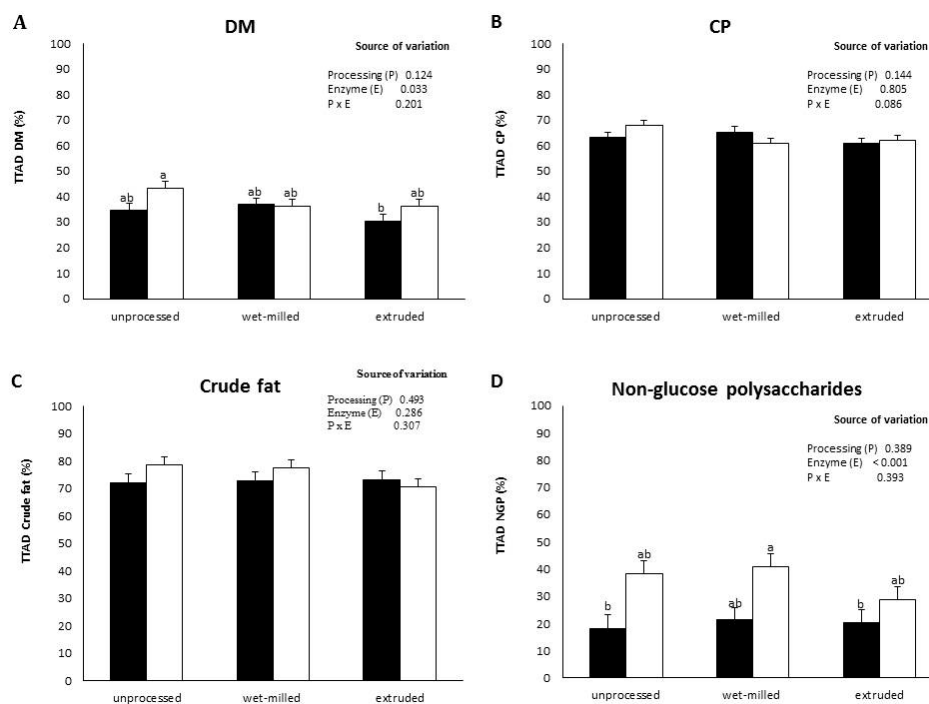 A
DM
Source of variation
Processing (P) 0.124
Enzyme (E) 0.033
P x E 0.201
TTAD DM (%)
100
90
80
70
60
50
40
30
20
10
0
ab
a
ab
ab
b
ab
unprocessed
wet-milled
extruded
B
CP
Source of variation
Processing (P) 0.144
Enzyme (E) 0.805
P x E 0.086
TTAD CP (%)
100
90
80
70
60
50
40
30
20
10
0
unprocessed
wet-milled
extruded
C
Crude fat
Source of variation
Processing (P) 0.493
Enzyme (E) 0.286
P x E 0.307
TTAD Crude fat (%)
100
90
80
70
60
50
40
30
20
10
0
unprocessed
wet-milled
extruded
D
Non-glucose polysaccharides
Source of variation
Processing (P) 0.389
Enzyme (E) <0.001
P x E 0.393
TTAD NGP (%)
100
90
80
70
60
50
40
30
20
10
0
b
ab
ab
a
b
ab
unprocessed
wet-milled
extruded